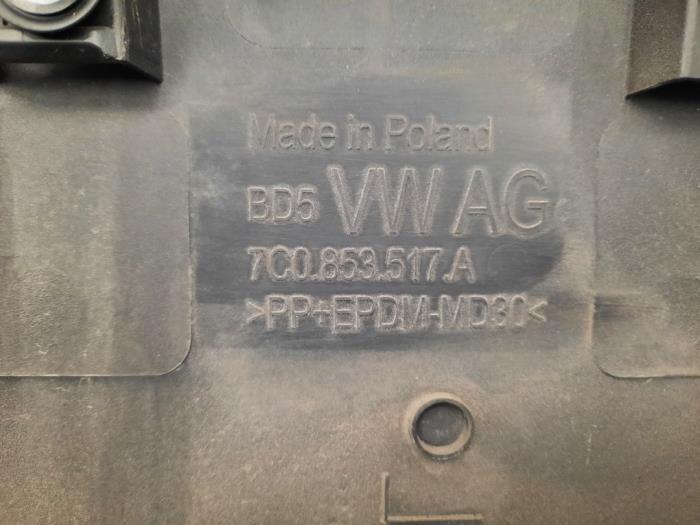 Made in Poland
BD5 VW AG
7C0.853.517.A
>PP+EPDM-MD30<